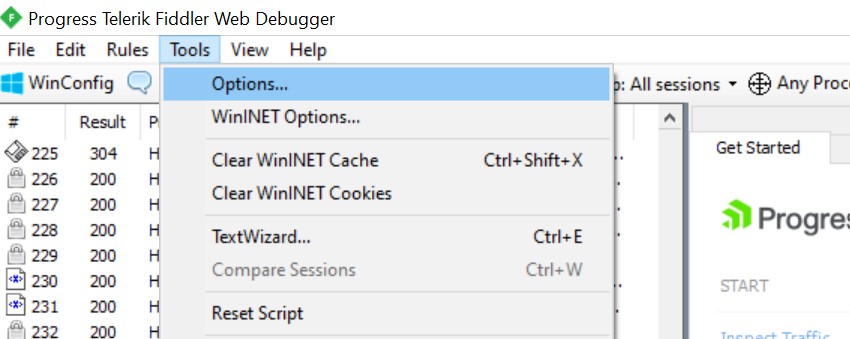 Progress Telerik Fiddler Web Debugger
File Edit Rules Tools View Help
WinConfig
Options...
: All sessions Any Proc
WinINET Options...
# Result
Get Started
Clear WinINET Cache Ctrl+Shift+X
225 304 H
226 200 H
Clear WinINET Cookies
227 200 H
Progres
228 200 H
TextWizard... Ctrl+E
229 200 H
Compare Sessions Ctrl+W
230 200 H
START
231 200 H
Reset Script
232 200 H
Inspect Traffic